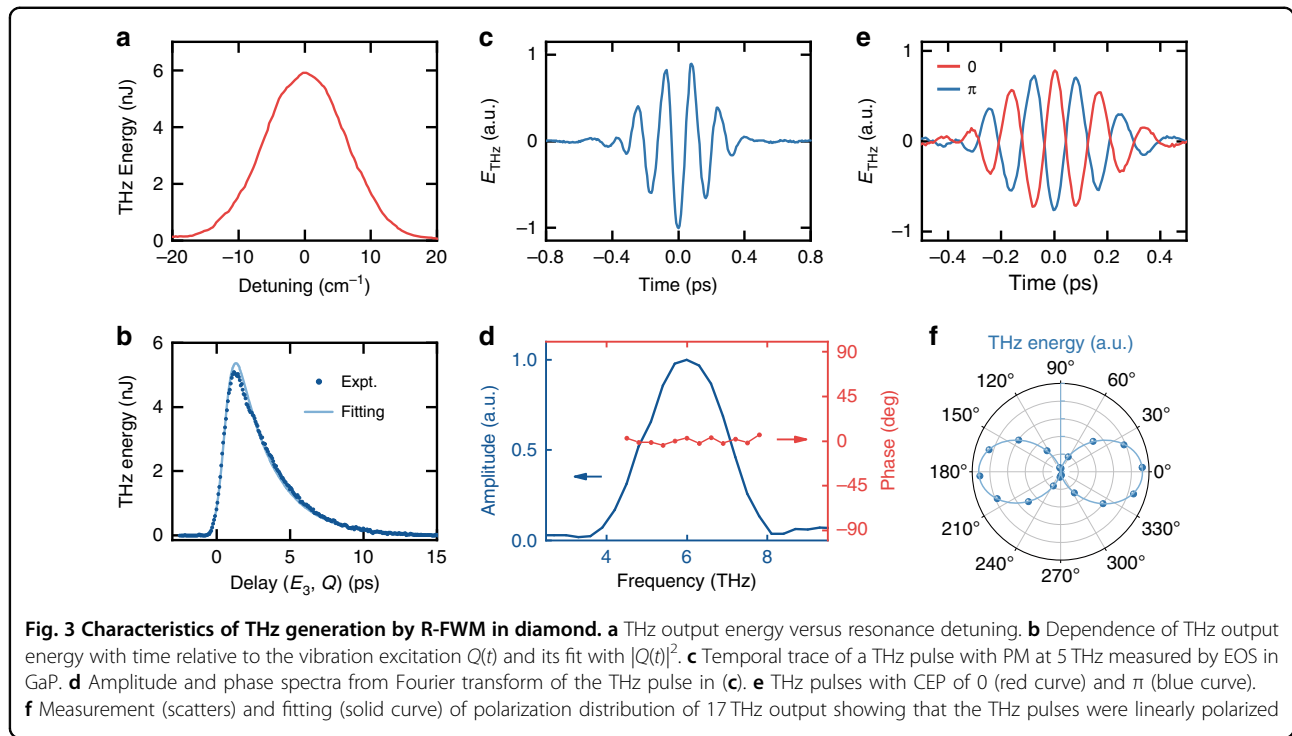 a
THz Energy (nJ)
6
4
2
0
−20
−10
0
10
20
Detuning (cm⁻¹)
c
E_THz (a.u.)
1
0
−1
−0.8
−0.4
0.0
0.4
0.8
Time (ps)
e
0
π
E_THz (a.u.)
1
0
−1
−0.4
−0.2
0.0
0.2
0.4
Time (ps)
b
THz energy (nJ)
6
4
2
0
Expt.
Fitting
0
5
10
15
Delay (E₃, Q) (ps)
d
Amplitude (a.u.)
1.0
0.5
0.0
4
6
8
Frequency (THz)
90
45
0
−45
−90
Phase (deg)
f
THz energy (a.u.)
90°
120°
60°
150°
30°
180°
0°
210°
330°
240°
300°
270°
Fig. 3 Characteristics of THz generation by R-FWM in diamond. a THz output energy versus resonance detuning. b Dependence of THz output
energy with time relative to the vibration excitation Q(t) and its fit with |Q(t)|². c Temporal trace of a THz pulse with PM at 5 THz measured by EOS in
GaP. d Amplitude and phase spectra from Fourier transform of the THz pulse in (c). e THz pulses with CEP of 0 (red curve) and π (blue curve).
f Measurement (scatters) and fitting (solid curve) of polarization distribution of 17 THz output showing that the THz pulses were linearly polarized